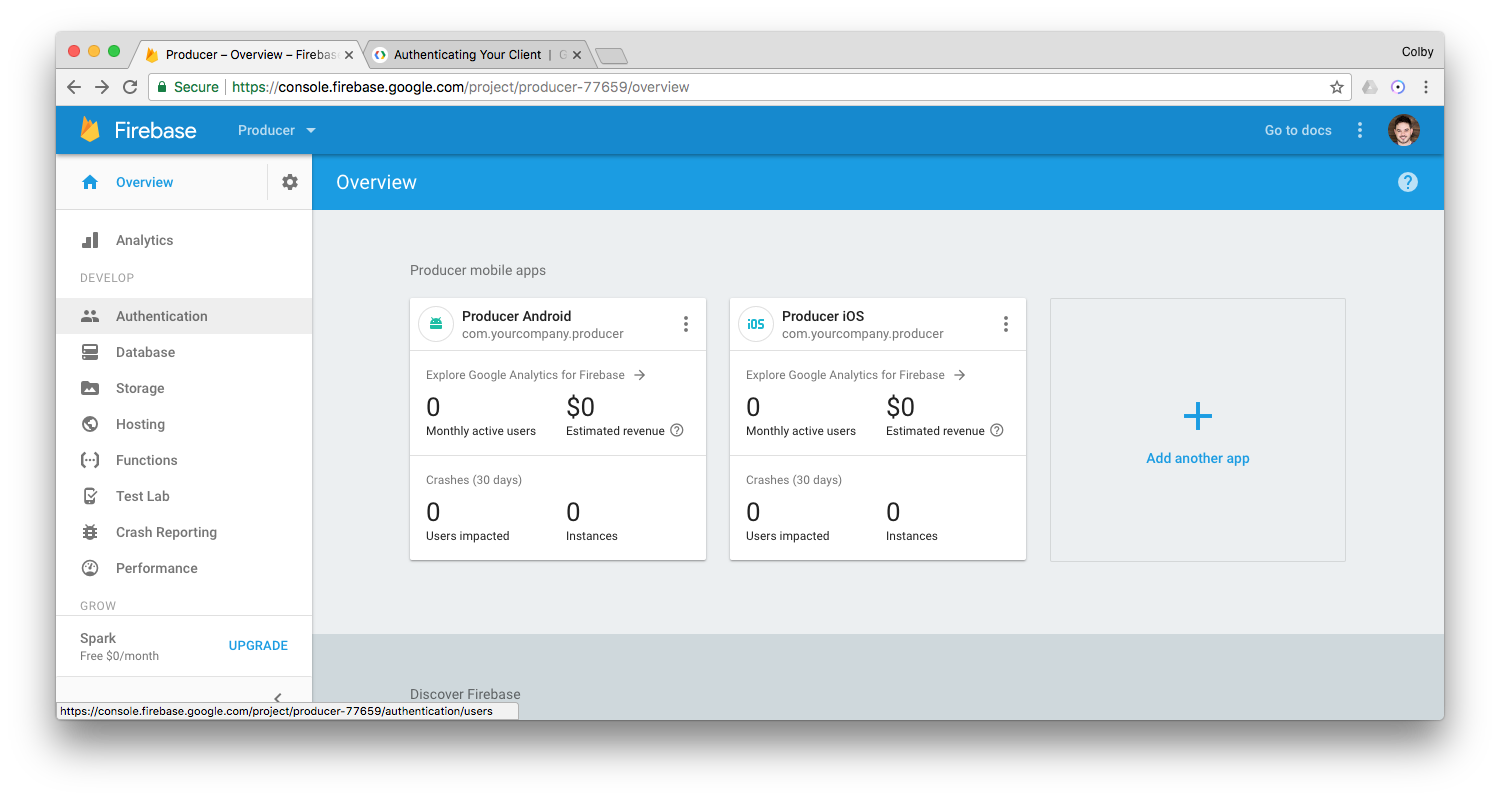 Producer – Overview – Firebas
Authenticating Your Client | G
Colby
Secure https://console.firebase.google.com/project/producer-77659/overview
Firebase
Producer
Go to docs
Overview
Overview
?
Analytics
DEVELOP
Authentication
Database
Storage
Hosting
Functions
Test Lab
Crash Reporting
Performance
GROW
Spark
Free $0/month
UPGRADE
https://console.firebase.google.com/project/producer-77659/authentication/users
Producer mobile apps
Producer Android
com.yourcompany.producer
Explore Google Analytics for Firebase
0
Monthly active users
$0
Estimated revenue ?
Crashes (30 days)
0
Users impacted
0
Instances
iOS
Producer iOS
com.yourcompany.producer
Explore Google Analytics for Firebase
0
Monthly active users
$0
Estimated revenue ?
Crashes (30 days)
0
Users impacted
0
Instances
Add another app
Discover Firebase